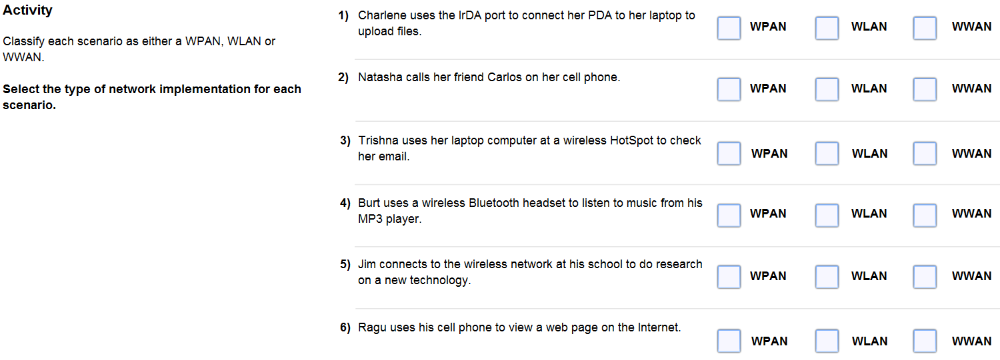 Activity
Classify each scenario as either a WPAN, WLAN or
WWAN.
Select the type of network implementation for each
scenario.
1) Charlene uses the IrDA port to connect her PDA to her laptop to
upload files.
WPAN WLAN WWAN
2) Natasha calls her friend Carlos on her cell phone.
WPAN WLAN WWAN
3) Trishna uses her laptop computer at a wireless HotSpot to check
her email.
WPAN WLAN WWAN
4) Burt uses a wireless Bluetooth headset to listen to music from his
MP3 player.
WPAN WLAN WWAN
5) Jim connects to the wireless network at his school to do research
on a new technology.
WPAN WLAN WWAN
6) Ragu uses his cell phone to view a web page on the Internet.
WPAN WLAN WWAN